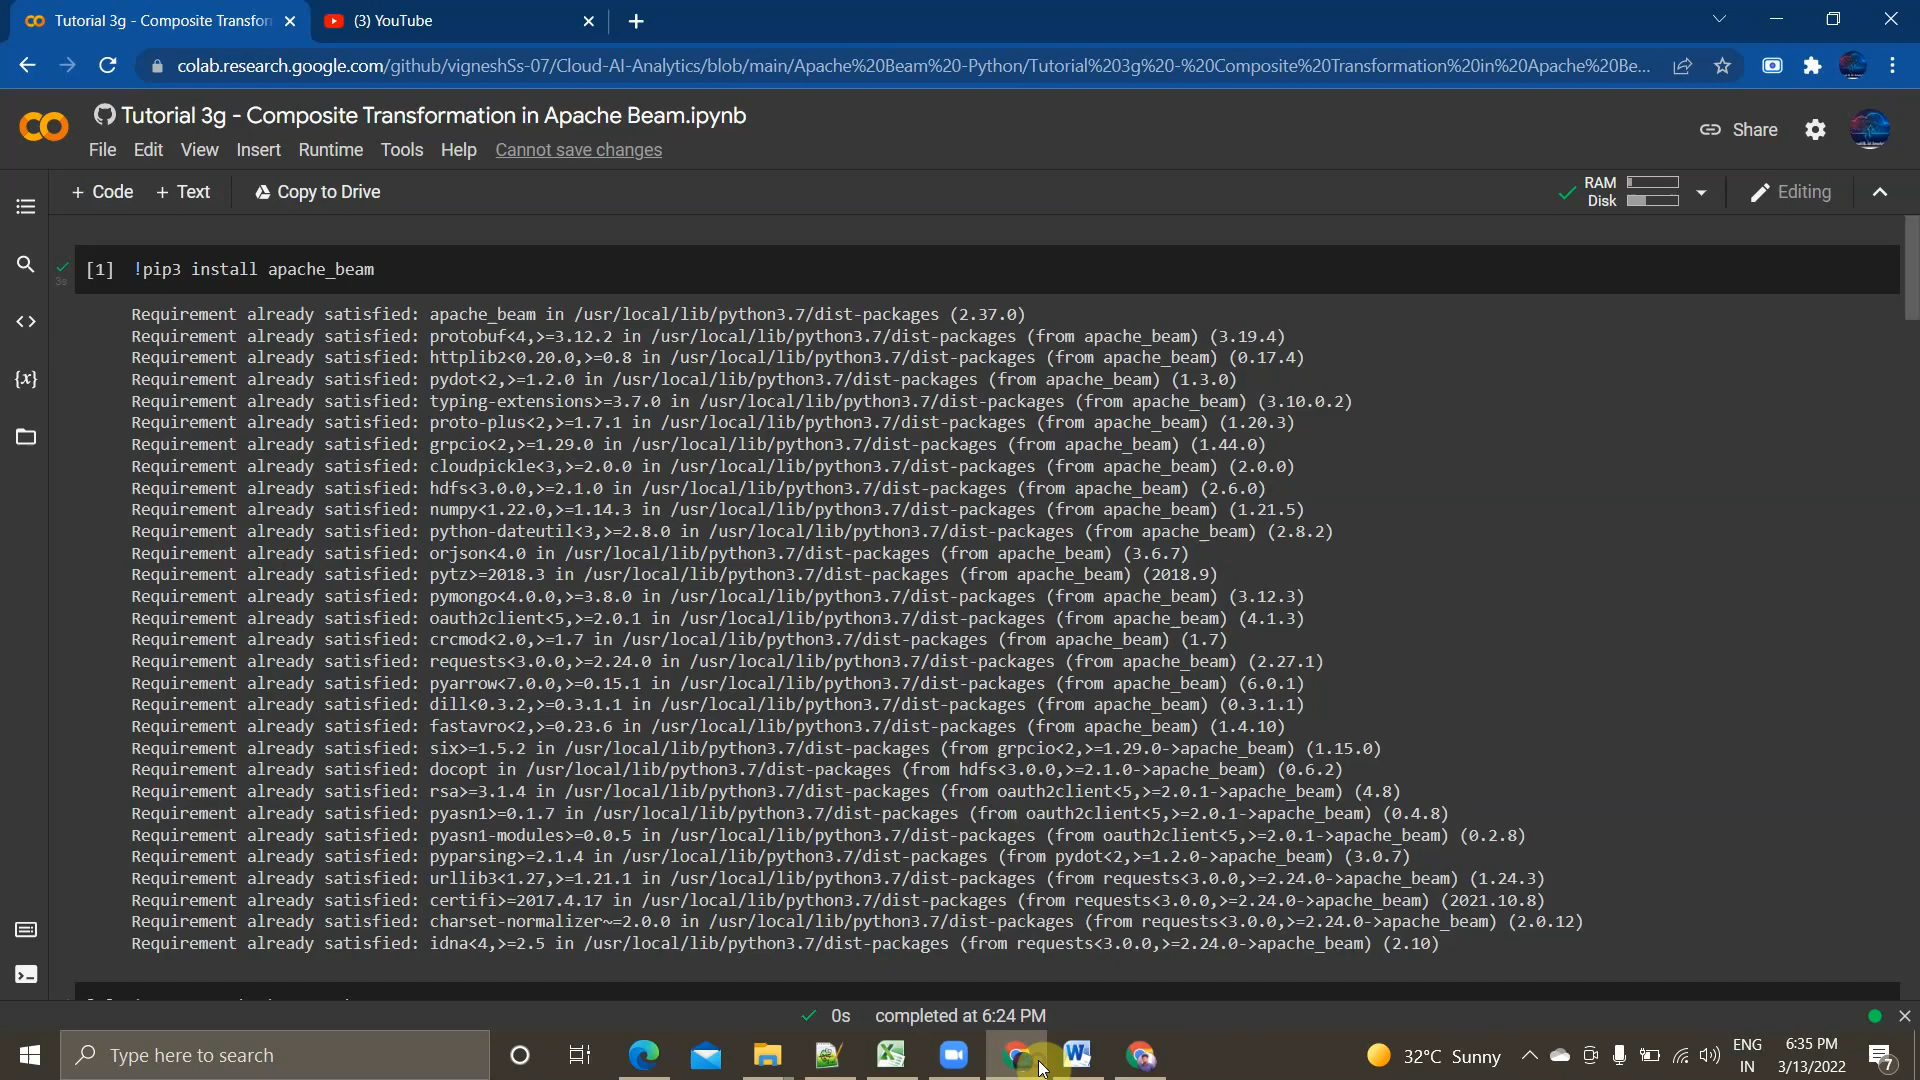 Tutorial 3g - Composite Transfor
(3) YouTube
colab.research.google.com/github/vigneshSs-07/Cloud-AI-Analytics/blob/main/Apache%20Beam%20-Python/Tutorial%203g%20-%20Composite%20Transformation%20in%20Apache%20Be...
Tutorial 3g - Composite Transformation in Apache Beam.ipynb
Share
File Edit View Insert Runtime Tools Help Cannot save changes
+ Code + Text Copy to Drive
RAM
Disk
Editing
[1] !pip3 install apache_beam
3s
Requirement already satisfied: apache_beam in /usr/local/lib/python3.7/dist-packages (2.37.0)
Requirement already satisfied: protobuf<4,>=3.12.2 in /usr/local/lib/python3.7/dist-packages (from apache_beam) (3.19.4)
Requirement already satisfied: httplib2<0.20.0,>=0.8 in /usr/local/lib/python3.7/dist-packages (from apache_beam) (0.17.4)
Requirement already satisfied: pydot<2,>=1.2.0 in /usr/local/lib/python3.7/dist-packages (from apache_beam) (1.3.0)
Requirement already satisfied: typing-extensions>=3.7.0 in /usr/local/lib/python3.7/dist-packages (from apache_beam) (3.10.0.2)
Requirement already satisfied: proto-plus<2,>=1.7.1 in /usr/local/lib/python3.7/dist-packages (from apache_beam) (1.20.3)
Requirement already satisfied: grpcio<2,>=1.29.0 in /usr/local/lib/python3.7/dist-packages (from apache_beam) (1.44.0)
Requirement already satisfied: cloudpickle<3,>=2.0.0 in /usr/local/lib/python3.7/dist-packages (from apache_beam) (2.0.0)
Requirement already satisfied: hdfs<3.0.0,>=2.1.0 in /usr/local/lib/python3.7/dist-packages (from apache_beam) (2.6.0)
Requirement already satisfied: numpy<1.22.0,>=1.14.3 in /usr/local/lib/python3.7/dist-packages (from apache_beam) (1.21.5)
Requirement already satisfied: python-dateutil<3,>=2.8.0 in /usr/local/lib/python3.7/dist-packages (from apache_beam) (2.8.2)
Requirement already satisfied: orjson<4.0 in /usr/local/lib/python3.7/dist-packages (from apache_beam) (3.6.7)
Requirement already satisfied: pytz>=2018.3 in /usr/local/lib/python3.7/dist-packages (from apache_beam) (2018.9)
Requirement already satisfied: pymongo<4.0.0,>=3.8.0 in /usr/local/lib/python3.7/dist-packages (from apache_beam) (3.12.3)
Requirement already satisfied: oauth2client<5,>=2.0.1 in /usr/local/lib/python3.7/dist-packages (from apache_beam) (4.1.3)
Requirement already satisfied: crcmod<2.0,>=1.7 in /usr/local/lib/python3.7/dist-packages (from apache_beam) (1.7)
Requirement already satisfied: requests<3.0.0,>=2.24.0 in /usr/local/lib/python3.7/dist-packages (from apache_beam) (2.27.1)
Requirement already satisfied: pyarrow<7.0.0,>=0.15.1 in /usr/local/lib/python3.7/dist-packages (from apache_beam) (6.0.1)
Requirement already satisfied: dill<0.3.2,>=0.3.1.1 in /usr/local/lib/python3.7/dist-packages (from apache_beam) (0.3.1.1)
Requirement already satisfied: fastavro<2,>=0.23.6 in /usr/local/lib/python3.7/dist-packages (from apache_beam) (1.4.10)
Requirement already satisfied: six>=1.5.2 in /usr/local/lib/python3.7/dist-packages (from grpcio<2,>=1.29.0->apache_beam) (1.15.0)
Requirement already satisfied: docopt in /usr/local/lib/python3.7/dist-packages (from hdfs<3.0.0,>=2.1.0->apache_beam) (0.6.2)
Requirement already satisfied: rsa>=3.1.4 in /usr/local/lib/python3.7/dist-packages (from oauth2client<5,>=2.0.1->apache_beam) (4.8)
Requirement already satisfied: pyasn1>=0.1.7 in /usr/local/lib/python3.7/dist-packages (from oauth2client<5,>=2.0.1->apache_beam) (0.4.8)
Requirement already satisfied: pyasn1-modules>=0.0.5 in /usr/local/lib/python3.7/dist-packages (from oauth2client<5,>=2.0.1->apache_beam) (0.2.8)
Requirement already satisfied: pyparsing>=2.1.4 in /usr/local/lib/python3.7/dist-packages (from pydot<2,>=1.2.0->apache_beam) (3.0.7)
Requirement already satisfied: urllib3<1.27,>=1.21.1 in /usr/local/lib/python3.7/dist-packages (from requests<3.0.0,>=2.24.0->apache_beam) (1.24.3)
Requirement already satisfied: certifi>=2017.4.17 in /usr/local/lib/python3.7/dist-packages (from requests<3.0.0,>=2.24.0->apache_beam) (2021.10.8)
Requirement already satisfied: charset-normalizer~=2.0.0 in /usr/local/lib/python3.7/dist-packages (from requests<3.0.0,>=2.24.0->apache_beam) (2.0.12)
Requirement already satisfied: idna<4,>=2.5 in /usr/local/lib/python3.7/dist-packages (from requests<3.0.0,>=2.24.0->apache_beam) (2.10)
0s completed at 6:24 PM
Type here to search
32°C Sunny
ENG
IN
6:35 PM
3/13/2022
7